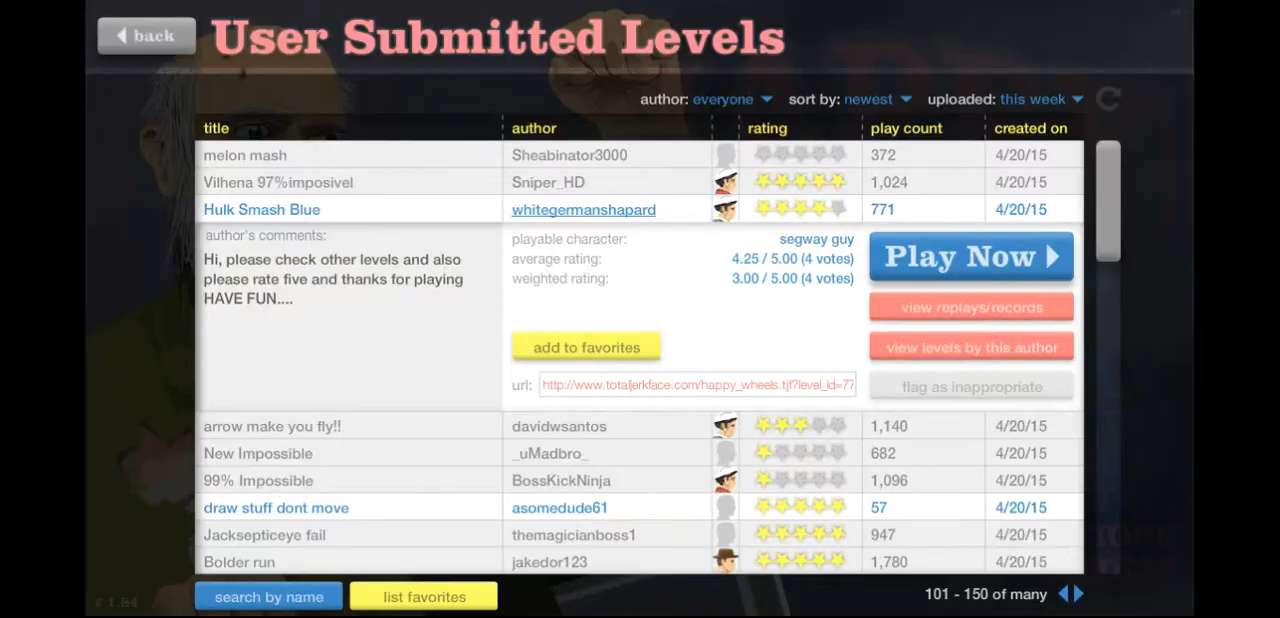 back
User Submitted Levels
author: everyone sort by: newest uploaded: this week
title author rating play count created on
melon mash Sheabinator3000 372 4/20/15
Vilhena 97%imposivel Sniper_HD 1,024 4/20/15
Hulk Smash Blue whitegermanshapard 771 4/20/15
author's comments:
Hi, please check other levels and also
please rate five and thanks for playing
HAVE FUN....
playable character: segway guy
average rating: 4.25 / 5.00 (4 votes)
weighted rating: 3.00 / 5.00 (4 votes)
add to favorites
url: http://www.totaljerkface.com/happy_wheels.tjf?level_id=77
Play Now
view replays/records
view levels by this author
flag as inappropriate
arrow make you fly!! davidwsantos 1,140 4/20/15
New Impossible _uMadbro_ 682 4/20/15
99% Impossible BossKickNinja 1,096 4/20/15
draw stuff dont move asomedude61 57 4/20/15
Jacksepticeye fail themagicianboss1 947 4/20/15
Bolder run jakedor123 1,780 4/20/15
v 1.84
search by name
list favorites
101 - 150 of many